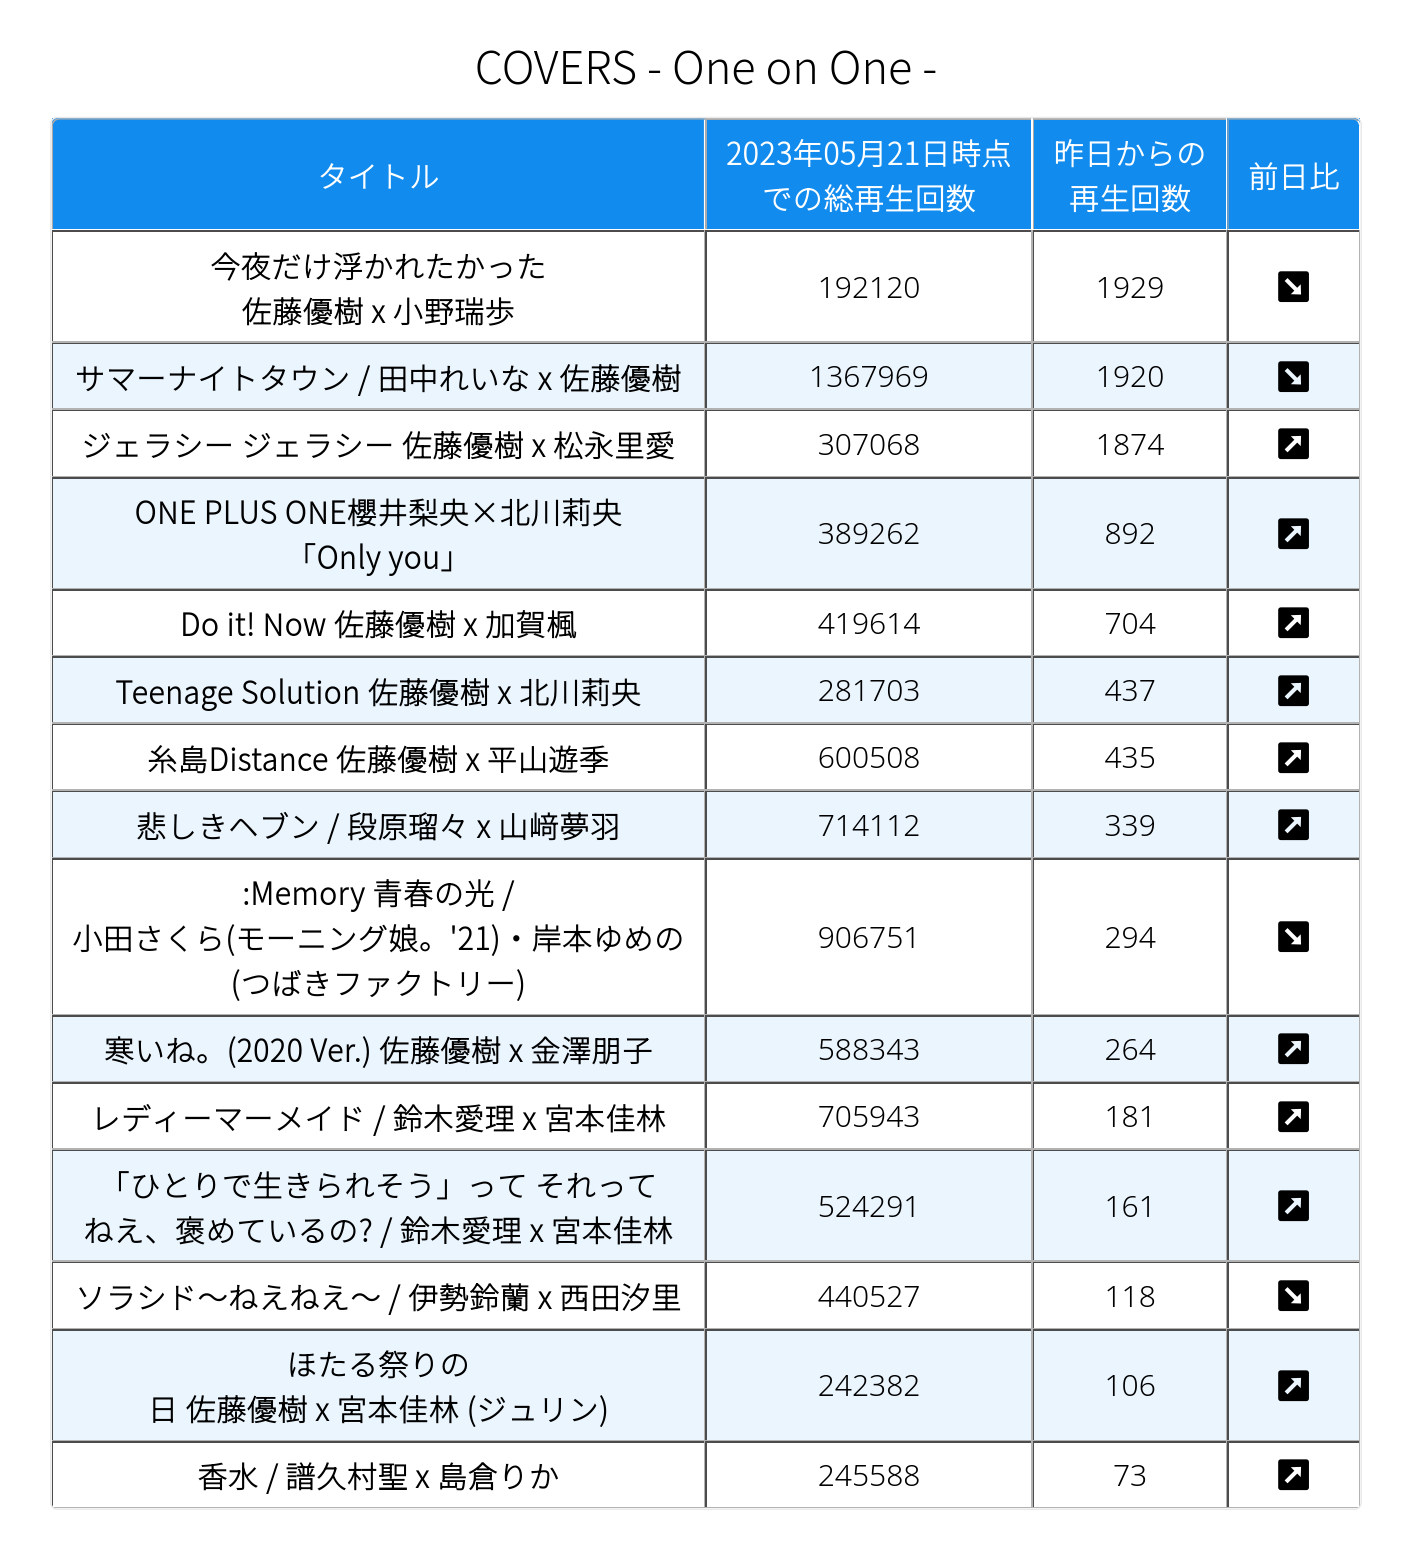 COVERS - One on One -
タイトル
2023年05月21日時点
での総再生回数
昨日からの
再生回数
前日比
今夜だけ浮かれたかった
佐藤優樹 x 小野瑞歩
192120
1929
サマーナイトタウン / 田中れいな x 佐藤優樹
1367969
1920
ジェラシー ジェラシー 佐藤優樹 x 松永里愛
307068
1874
ONE PLUS ONE櫻井梨央×北川莉央
「Only you」
389262
892
Do it! Now 佐藤優樹 x 加賀楓
419614
704
Teenage Solution 佐藤優樹 x 北川莉央
281703
437
糸島Distance 佐藤優樹 x 平山遊季
600508
435
悲しきヘブン / 段原瑠々 x 山﨑夢羽
714112
339
:Memory 青春の光 /
小田さくら(モーニング娘。'21)・岸本ゆめの
(つばきファクトリー)
906751
294
寒いね。(2020 Ver.) 佐藤優樹 x 金澤朋子
588343
264
レディーマーメイド / 鈴木愛理 x 宮本佳林
705943
181
「ひとりで生きられそう」って それって
ねえ、褒めているの? / 鈴木愛理 x 宮本佳林
524291
161
ソラシド〜ねえねえ〜 / 伊勢鈴蘭 x 西田汐里
440527
118
ほたる祭りの
日 佐藤優樹 x 宮本佳林 (ジュリン)
242382
106
香水 / 譜久村聖 x 島倉りか
245588
73